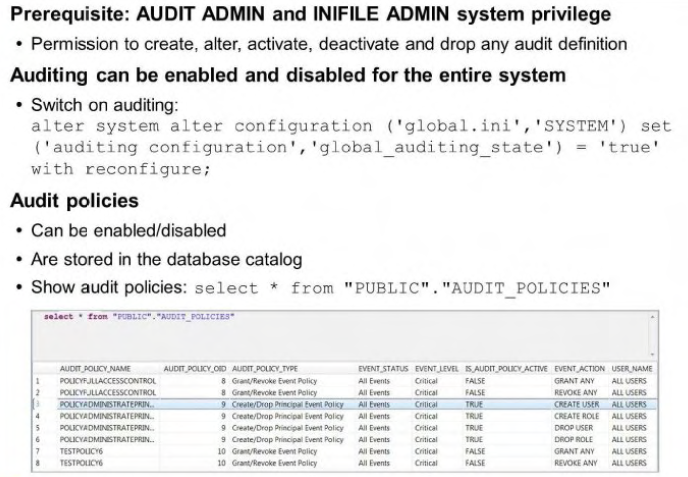 Prerequisite: AUDIT ADMIN and INIFILE ADMIN system privilege
• Permission to create, alter, activate, deactivate and drop any audit definition
Auditing can be enabled and disabled for the entire system
• Switch on auditing:
alter system alter configuration ('global.ini','SYSTEM') set
('auditing configuration','global_auditing_state') = 'true'
with reconfigure;
Audit policies
• Can be enabled/disabled
• Are stored in the database catalog
• Show audit policies: select * from "PUBLIC"."AUDIT_POLICIES"
select * from "PUBLIC"."AUDIT_POLICIES"
AUDIT_POLICY_NAME AUDIT_POLICY_OID AUDIT_POLICY_TYPE EVENT_STATUS EVENT_LEVEL IS_AUDIT_POLICY_ACTIVE EVENT_ACTION USER_NAME
1 POLICYFJLLACCESSCONTROL 8 Grant/Revoke Event Policy All Events Critical FALSE GRANT ANY ALL USERS
2 POLICYFJLLACCESSCONTROL 8 Grant/Revoke Event Policy All Events Critical FALSE REVOKE ANY ALL USERS
3 POLICYADMINISTRATEPRIN... 9 Create/Drop Principal Event Policy All Events Critical TRUE CREATE USER ALL USERS
4 POLICYADMINISTRATEPRIN... 9 Create/Drop Principal Event Policy All Events Critical TRUE CREATE ROLE ALL USERS
5 POLICYADMINISTRATEPRIN... 9 Create/Drop Principal Event Policy All Events Critical TRUE DROP USER ALL USERS
6 POLICYADMINISTRATEPRIN... 9 Create/Drop Principal Event Policy All Events Critical TRUE DROP ROLE ALL USERS
7 TESTPOLICY6 10 Grant/Revoke Event Policy All Events Critical FALSE GRANT ANY ALL USERS
8 TESTPOLICY6 10 Grant/Revoke Event Policy All Events Critical FALSE REVOKE ANY ALL USERS